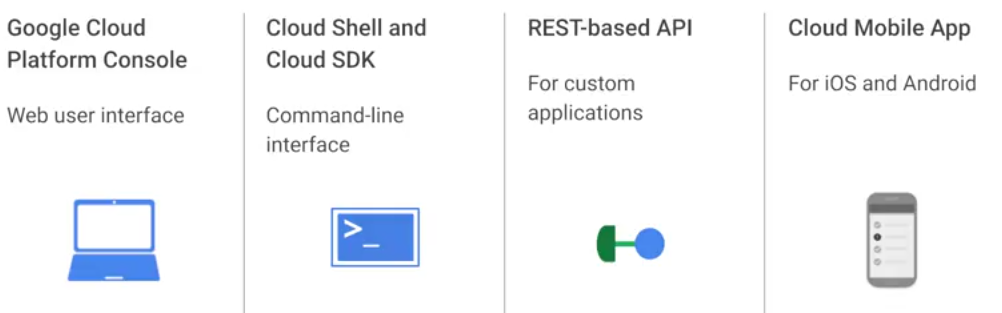 Google Cloud
Platform Console
Web user interface
Cloud Shell and
Cloud SDK
Command-line
interface
>_
REST-based API
For custom
applications
Cloud Mobile App
For iOS and Android